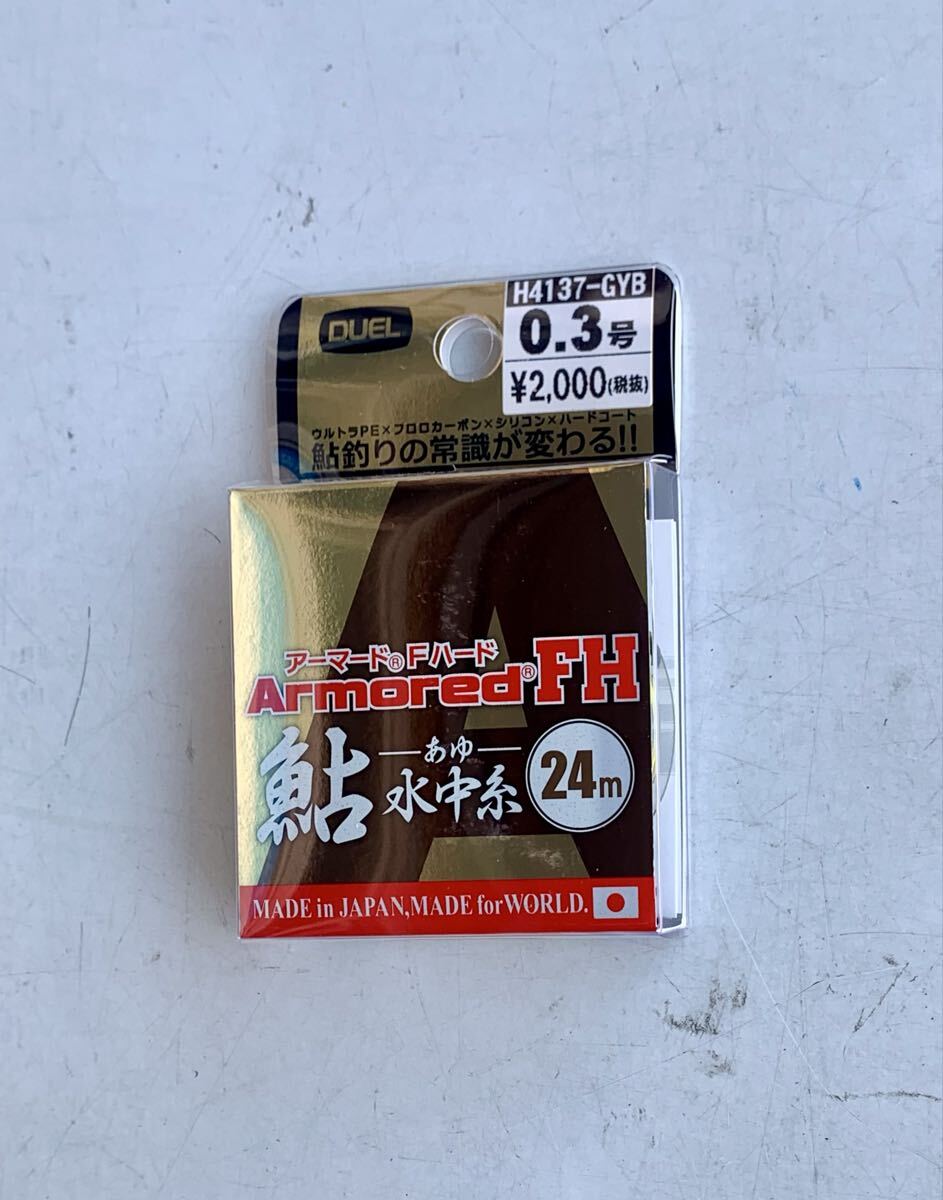 DUEL
H4137-GYB
0.3号
¥2,000(税抜)
ウルトラPE×フロロカーボン×シリコン×ハードコート
鮎釣りの常識が変わる!!
アーマード®Fハード
Armored®FH
鮎
あゆ
水中糸
24m
MADE in JAPAN,MADE for WORLD.